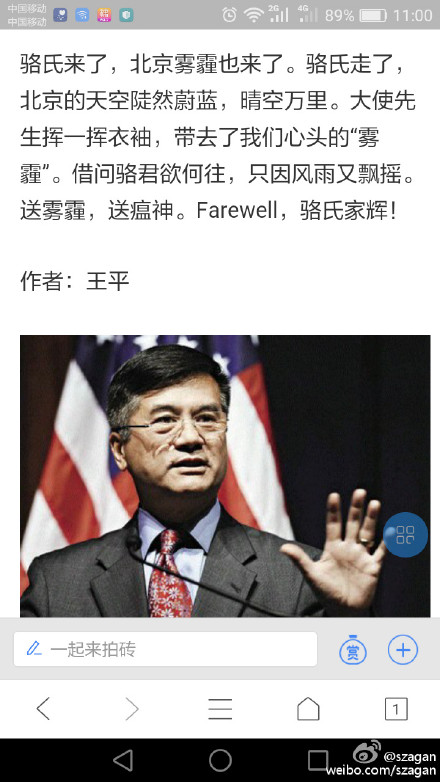 中国移动
中国移动
2G
4G
89%
11:00
骆氏来了，北京雾霾也来了。骆氏走了，
北京的天空陡然蔚蓝，晴空万里。大使先
生挥一挥衣袖，带去了我们心头的“雾
霾”。借问骆君欲何往，只因风雨又飘摇。
送雾霾，送瘟神。Farewell，骆氏家辉！
作者：王平
一起来拍砖
赏
1
@szagan
weibo.com/szagan